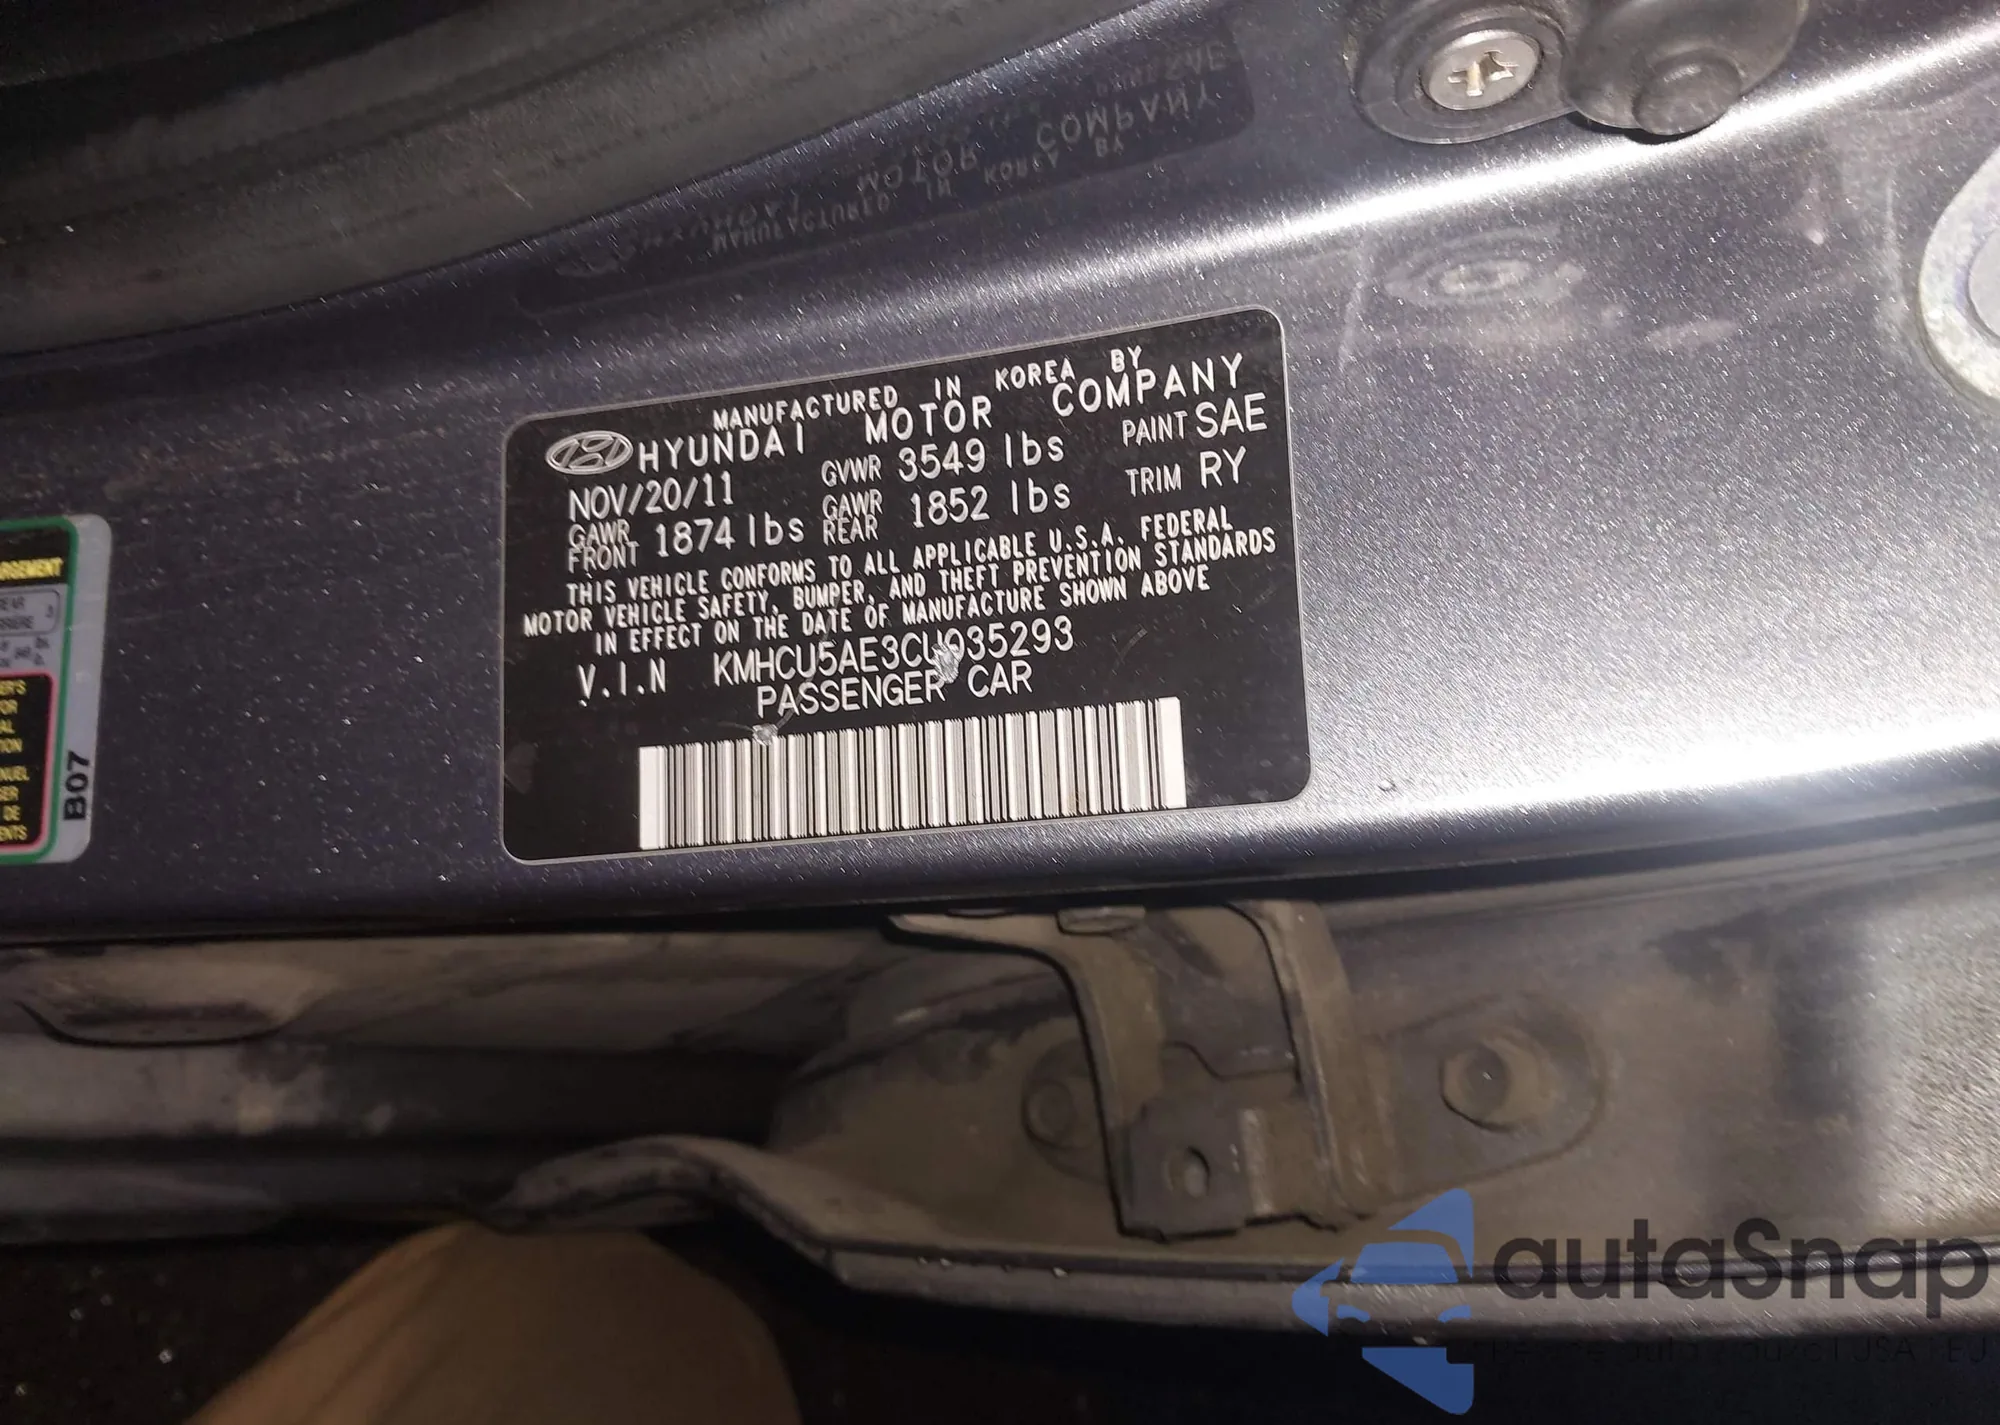 MANUFACTURED IN KOREA BY
HYUNDAI MOTOR COMPANY
NOV/20/11 GVWR 3549 lbs PAINT SAE
GAWR FRONT 1874 lbs GAWR REAR 1852 lbs TRIM RY
THIS VEHICLE CONFORMS TO ALL APPLICABLE U.S.A. FEDERAL
MOTOR VEHICLE SAFETY, BUMPER, AND THEFT PREVENTION STANDARDS
IN EFFECT ON THE DATE OF MANUFACTURE SHOWN ABOVE
V.I.N KMHCU5AE3CU035293
PASSENGER CAR
B07
autaSnap